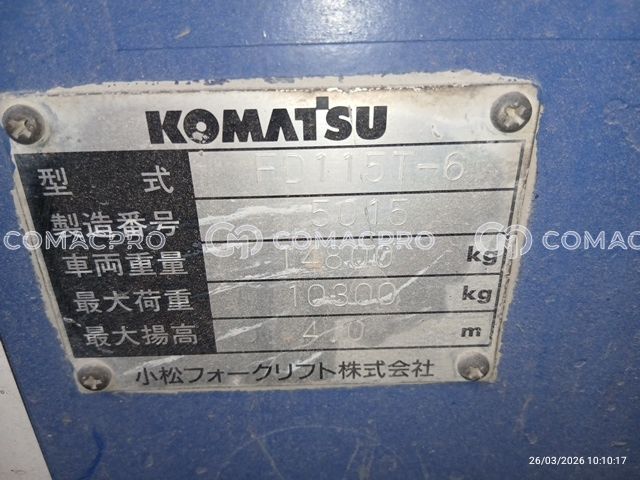 KOMATSU
型式 FD115T-6
製造番号
COMACPRO COMACPRO COMACPRO
車両重量 14800 kg
最大荷重 10300 kg
最大揚高 4.0 m
小松フォークリフト株式会社
26/03/2026 10:10:17